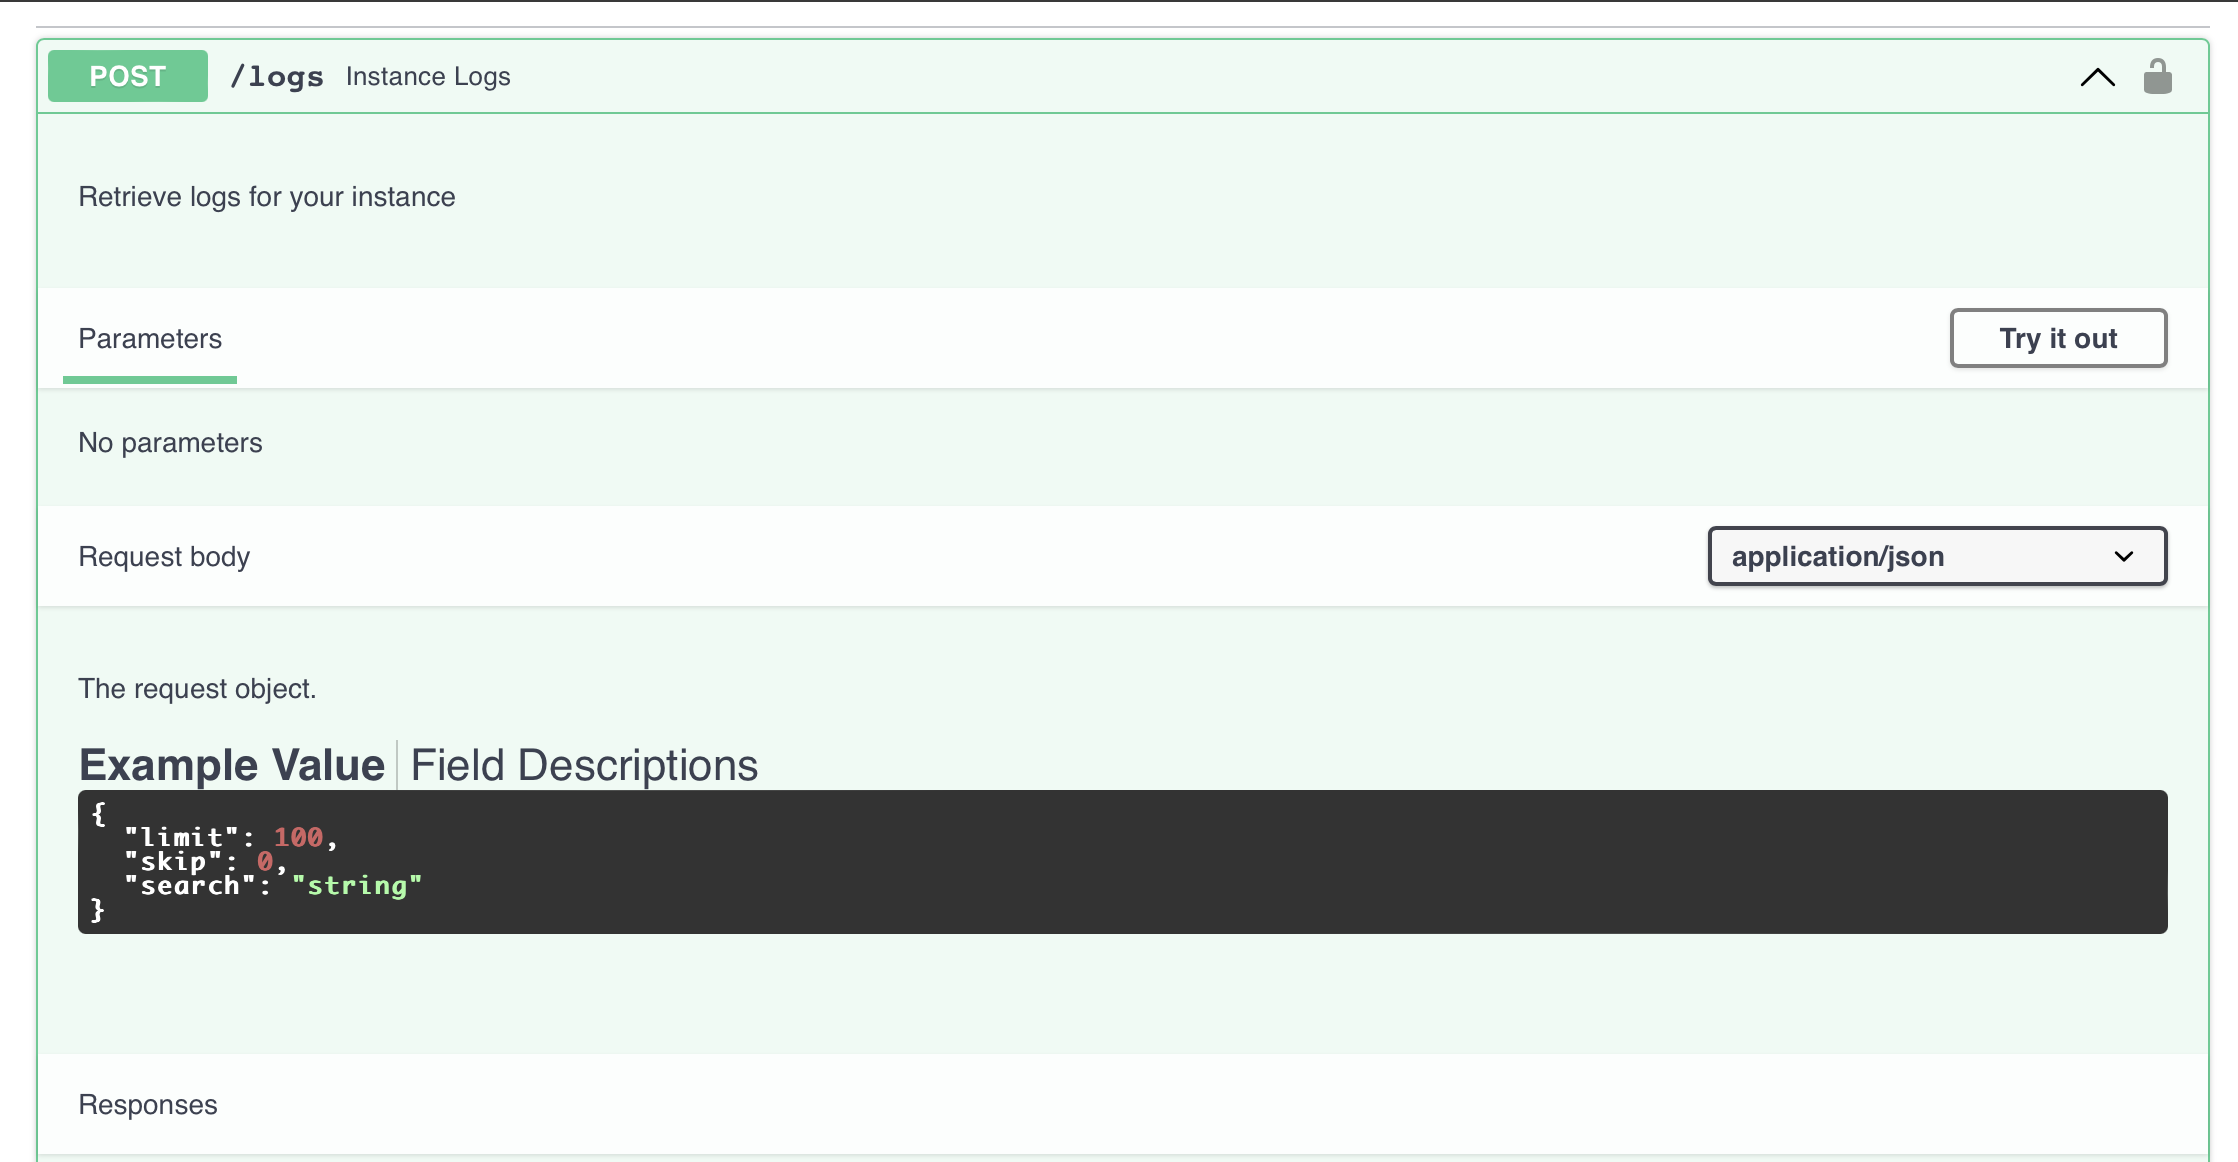 POST /logs Instance Logs
Retrieve logs for your instance
Parameters
Try it out
No parameters
Request body
application/json
The request object.
Example Value Field Descriptions
{
  "limit": 100,
  "skip": 0,
  "search": "string"
}
Responses